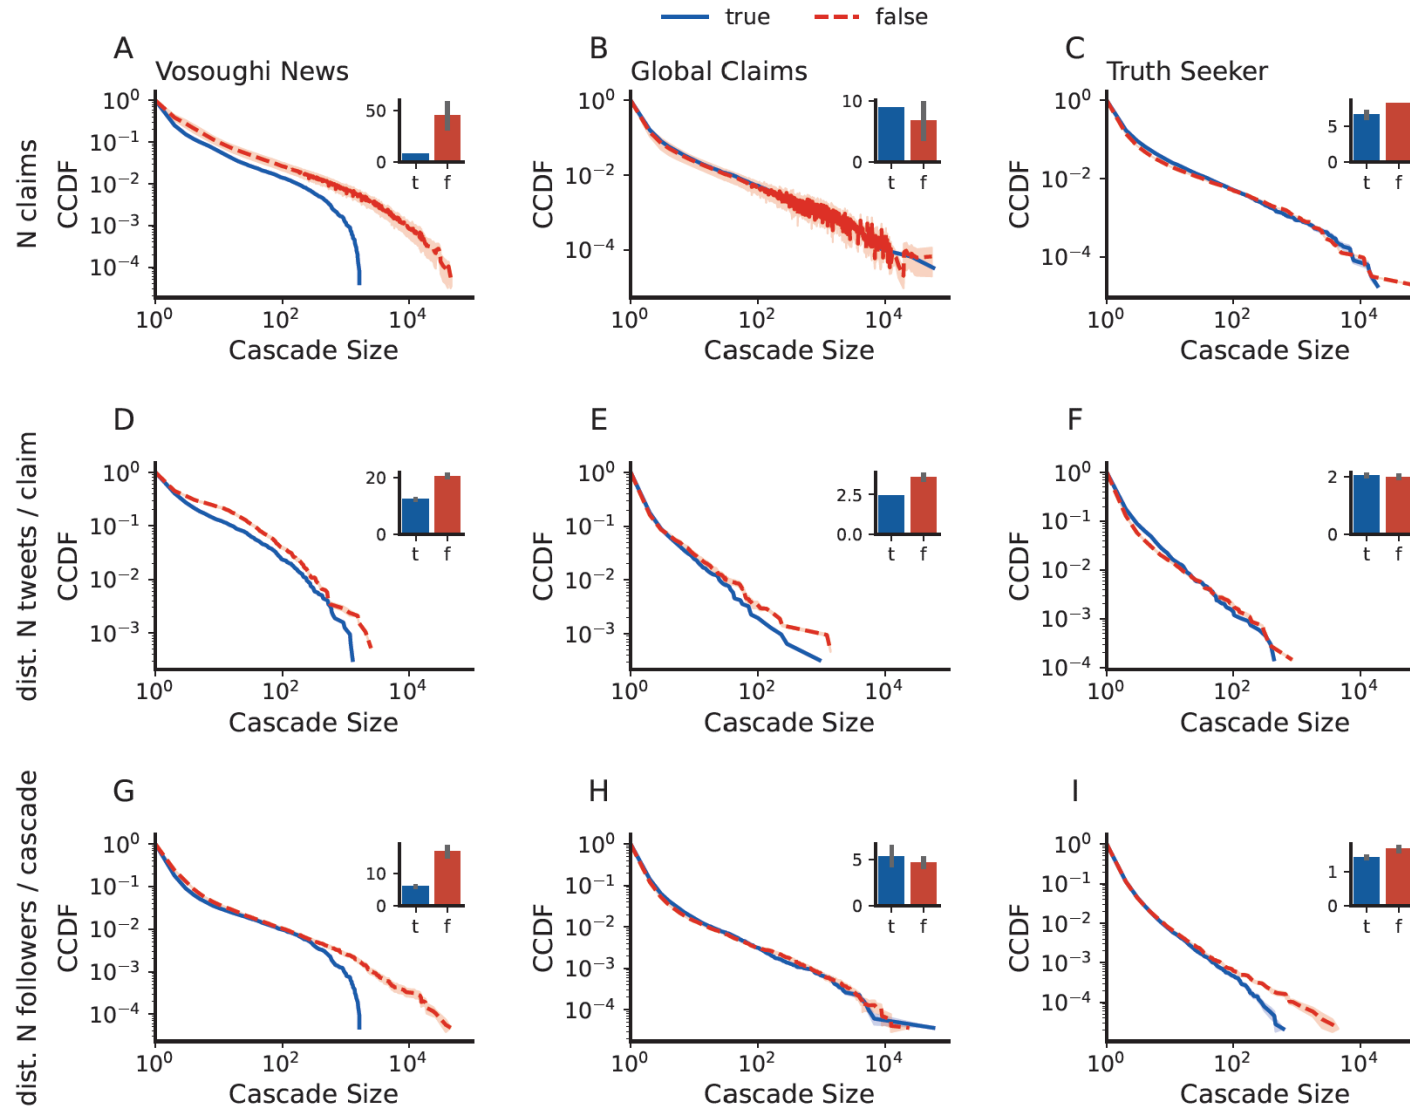 true false
A B C
Vosoughi News Global Claims Truth Seeker
N claims
CCDF
10⁰
10⁻¹
10⁻²
10⁻³
10⁻⁴
10⁰ 10² 10⁴
Cascade Size
50
0
t f
CCDF
10⁰
10⁻²
10⁻⁴
10⁰ 10² 10⁴
Cascade Size
10
0
t f
CCDF
10⁰
10⁻²
10⁻⁴
10⁰ 10² 10⁴
Cascade Size
5
0
t f
D E F
dist. N tweets / claim
CCDF
10⁰
10⁻¹
10⁻²
10⁻³
10⁰ 10² 10⁴
Cascade Size
20
0
t f
CCDF
10⁰
10⁻¹
10⁻²
10⁻³
10⁰ 10² 10⁴
Cascade Size
2.5
0.0
t f
CCDF
10⁰
10⁻¹
10⁻²
10⁻³
10⁻⁴
10⁰ 10² 10⁴
Cascade Size
2
0
t f
G H I
dist. N followers / cascade
CCDF
10⁰
10⁻¹
10⁻²
10⁻³
10⁻⁴
10⁰ 10² 10⁴
Cascade Size
10
0
t f
CCDF
10⁰
10⁻¹
10⁻²
10⁻³
10⁻⁴
10⁰ 10² 10⁴
Cascade Size
5
0
t f
CCDF
10⁰
10⁻¹
10⁻²
10⁻³
10⁻⁴
10⁰ 10² 10⁴
Cascade Size
1
0
t f